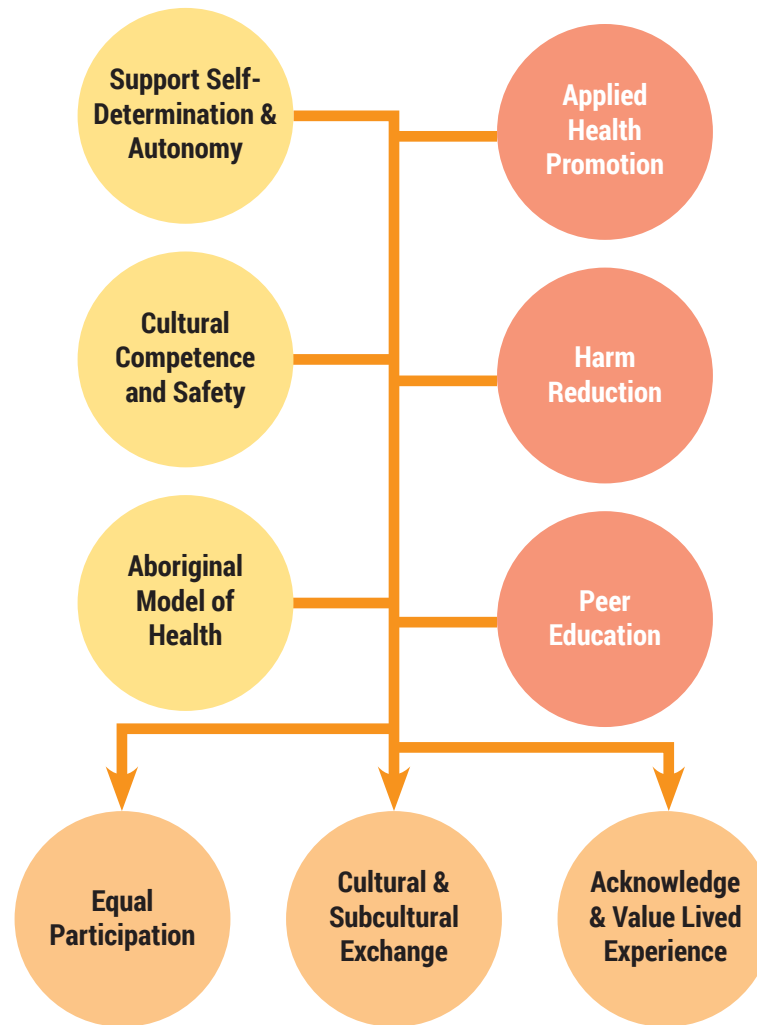 Support Self-
Determination &
Autonomy
Applied
Health
Promotion
Cultural
Competence
and Safety
Harm
Reduction
Aboriginal
Model of
Health
Peer
Education
Equal
Participation
Cultural &
Subcultural
Exchange
Acknowledge
& Value Lived
Experience